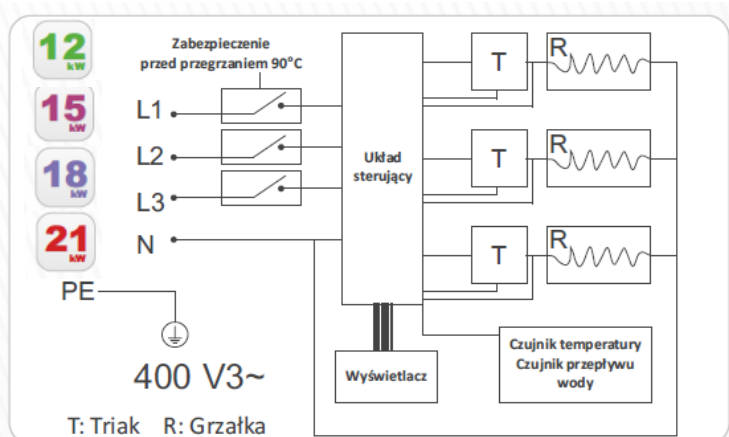 12
kW
15
kW
18
kW
21
kW
Zabezpieczenie
przed przegrzaniem 90°C
L1
L2
L3
N
PE
400 V3~
T: Triak R: Grzałka
Układ
sterujący
Wyświetlacz
T
R
T
R
T
R
Czujnik temperatury
Czujnik przepływu
wody